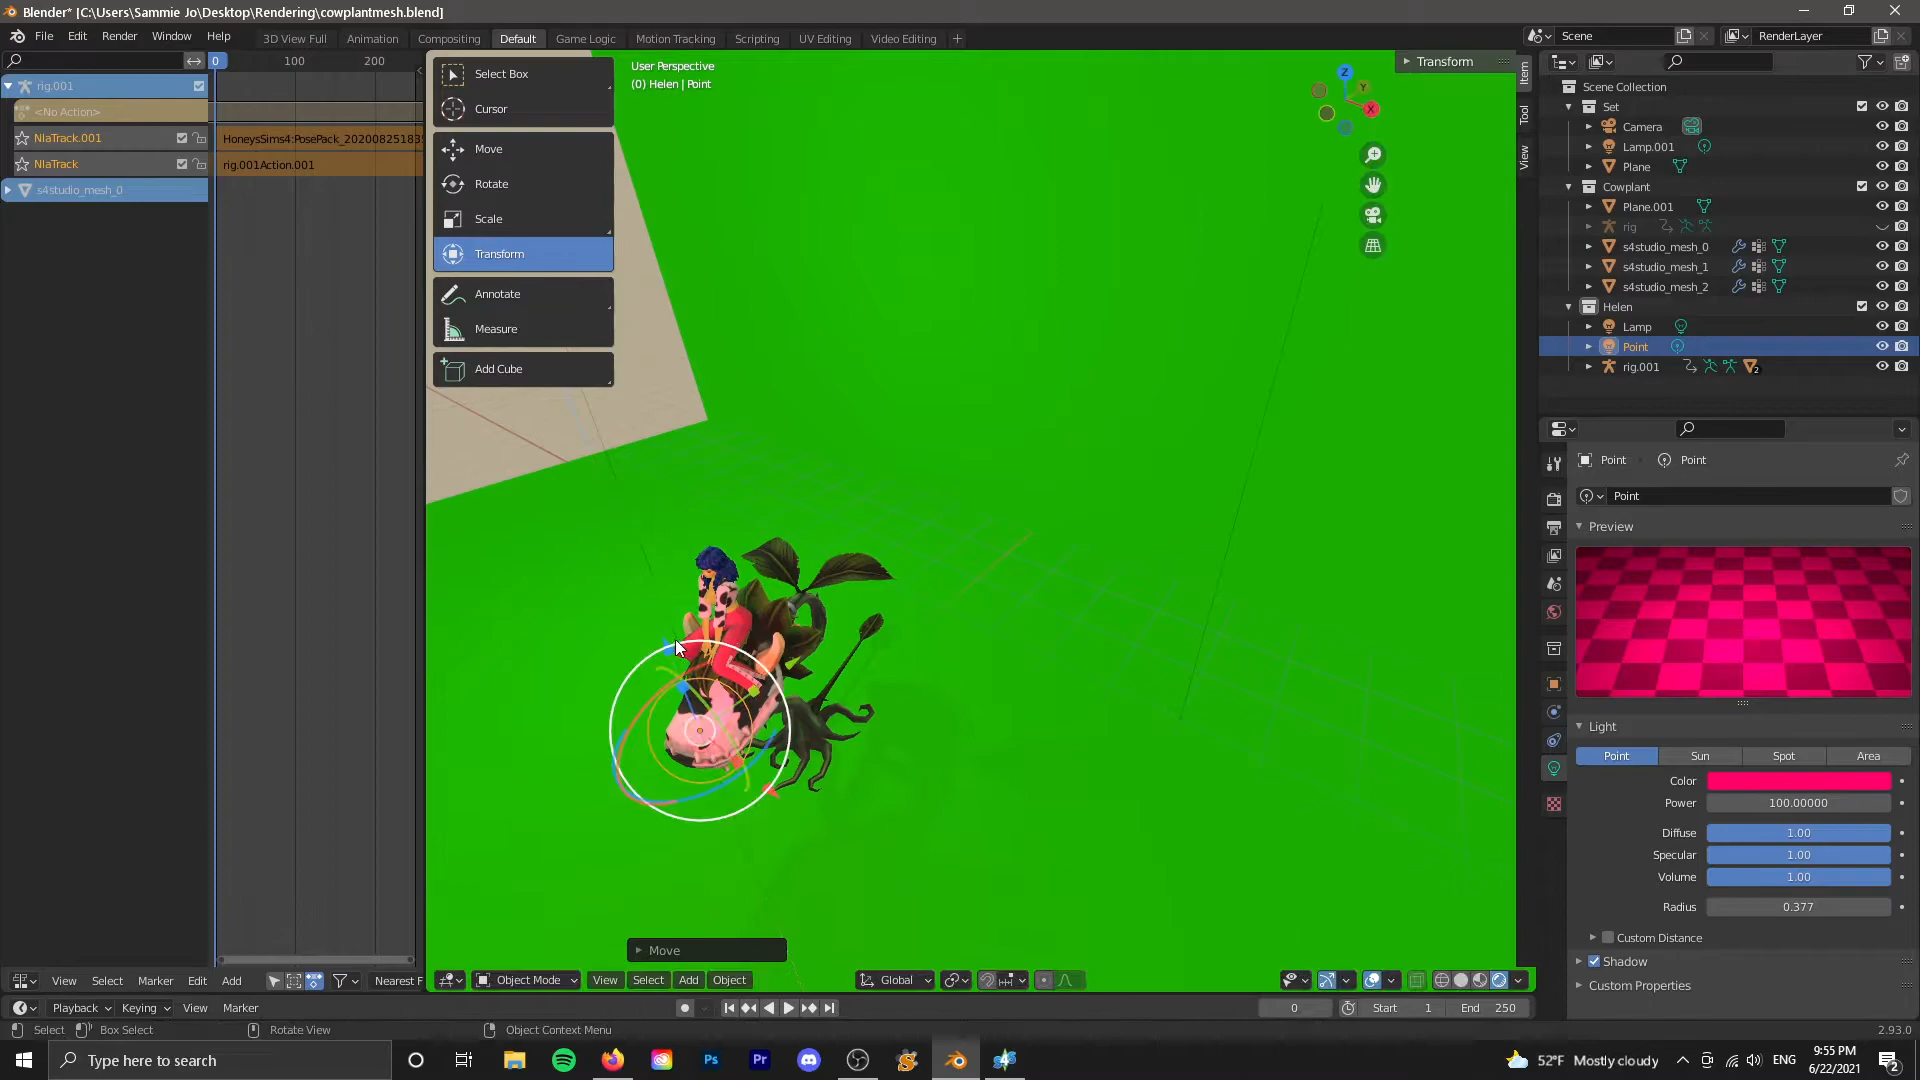 Blender* [C:\Users\Sammie Jo\Desktop\Rendering\cowplantmesh.blend]
File Edit Render Window Help 3D View Full Animation Compositing Default Game Logic Motion Tracking Scripting UV Editing Video Editing Scene RenderLayer
0 100 200
rig.001
<No Action>
NlaTrack.001
HoneysSims4:PosePack_2020082518
NlaTrack
rig.001Action.001
s4studio_mesh_0
Select Box
Cursor
Move
Rotate
Scale
Transform
Annotate
Measure
Add Cube
User Perspective
(0) Helen | Point
Transform
Item
Tool
View
Z
Y
X
Scene Collection
Set
Camera
Lamp.001
Plane
Cowplant
Plane.001
rig
s4studio_mesh_0
s4studio_mesh_1
s4studio_mesh_2
Helen
Lamp
Point
rig.001
2
Point Point
Point
Preview
Light
Point Sun Spot Area
Color
Power 100.00000
Diffuse 1.00
Specular 1.00
Volume 1.00
Radius 0.377
Custom Distance
Shadow
Custom Properties
Move
View Select Marker Edit Add Nearest F
Object Mode View Select Add Object Global
Playback Keying View Marker 0 Start 1 End 250
Select Box Select Rotate View Object Context Menu 2.93.0
Type here to search
Ps
Pr
52°F Mostly cloudy ENG
9:55 PM
6/22/2021
2